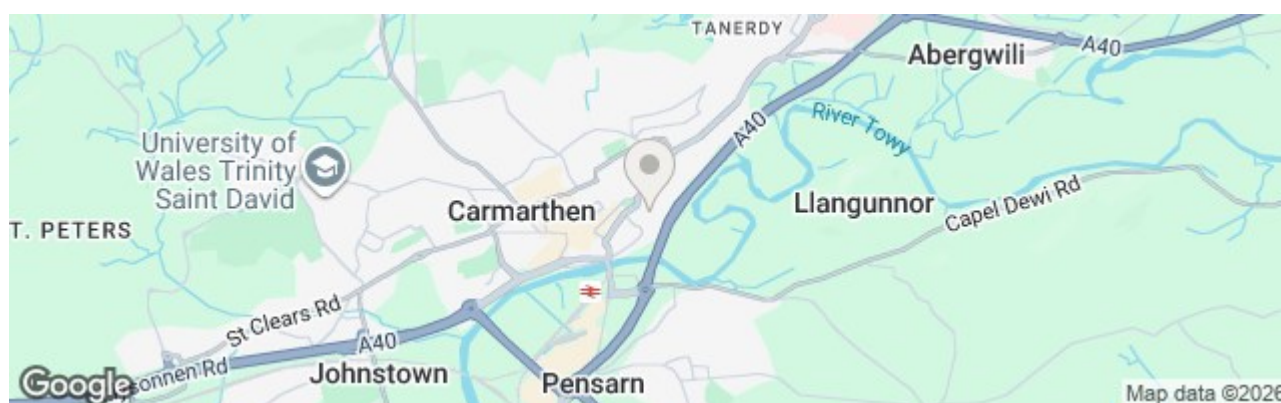 TANERDY
Abergwili
A40
A40
River Towy
University of
Wales Trinity
Saint David
Carmarthen
Llangunnor
Capel Dewi Rd
T. PETERS
St Clears Rd
A40
Johnstown
Pensarn
Google
Map data ©2026